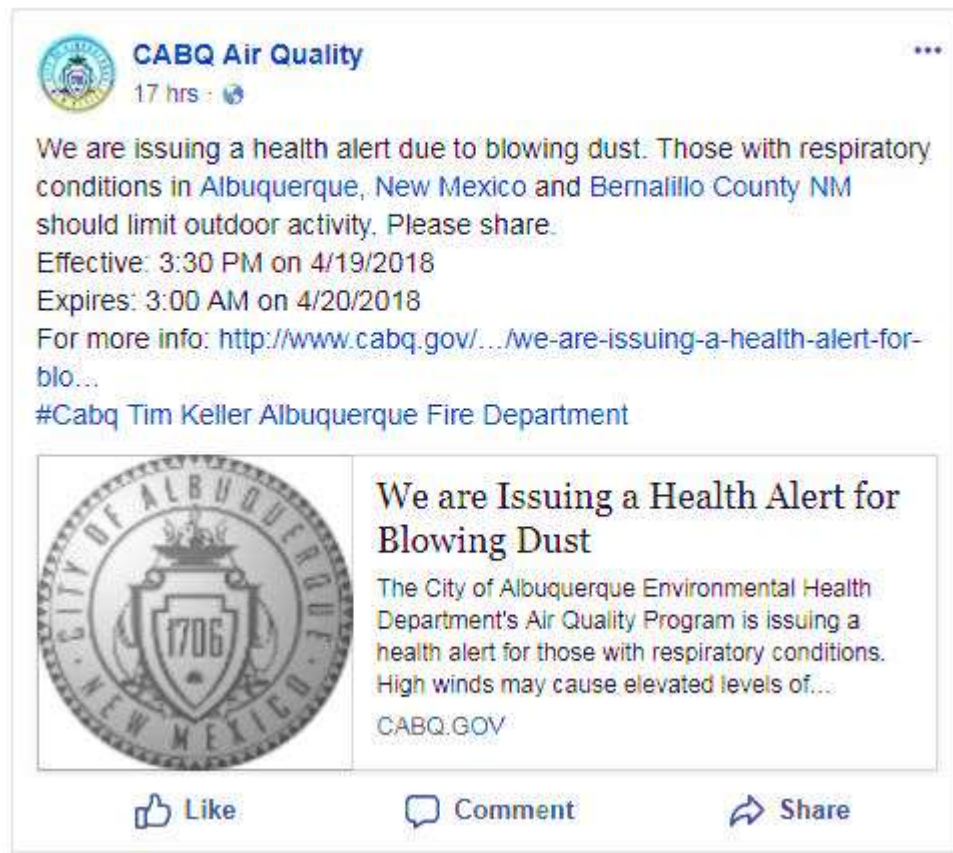 CABQ Air Quality
17 hrs ·
We are issuing a health alert due to blowing dust. Those with respiratory
conditions in Albuquerque, New Mexico and Bernalillo County NM
should limit outdoor activity. Please share.
Effective: 3:30 PM on 4/19/2018
Expires: 3:00 AM on 4/20/2018
For more info: http://www.cabq.gov/…/we-are-issuing-a-health-alert-for-
blo…
#Cabq Tim Keller Albuquerque Fire Department
CITY OF ALBUQUERQUE
1706
NEW MEXICO
We are Issuing a Health Alert for
Blowing Dust
The City of Albuquerque Environmental Health
Department's Air Quality Program is issuing a
health alert for those with respiratory conditions.
High winds may cause elevated levels of...
CABQ.GOV
Like
Comment
Share